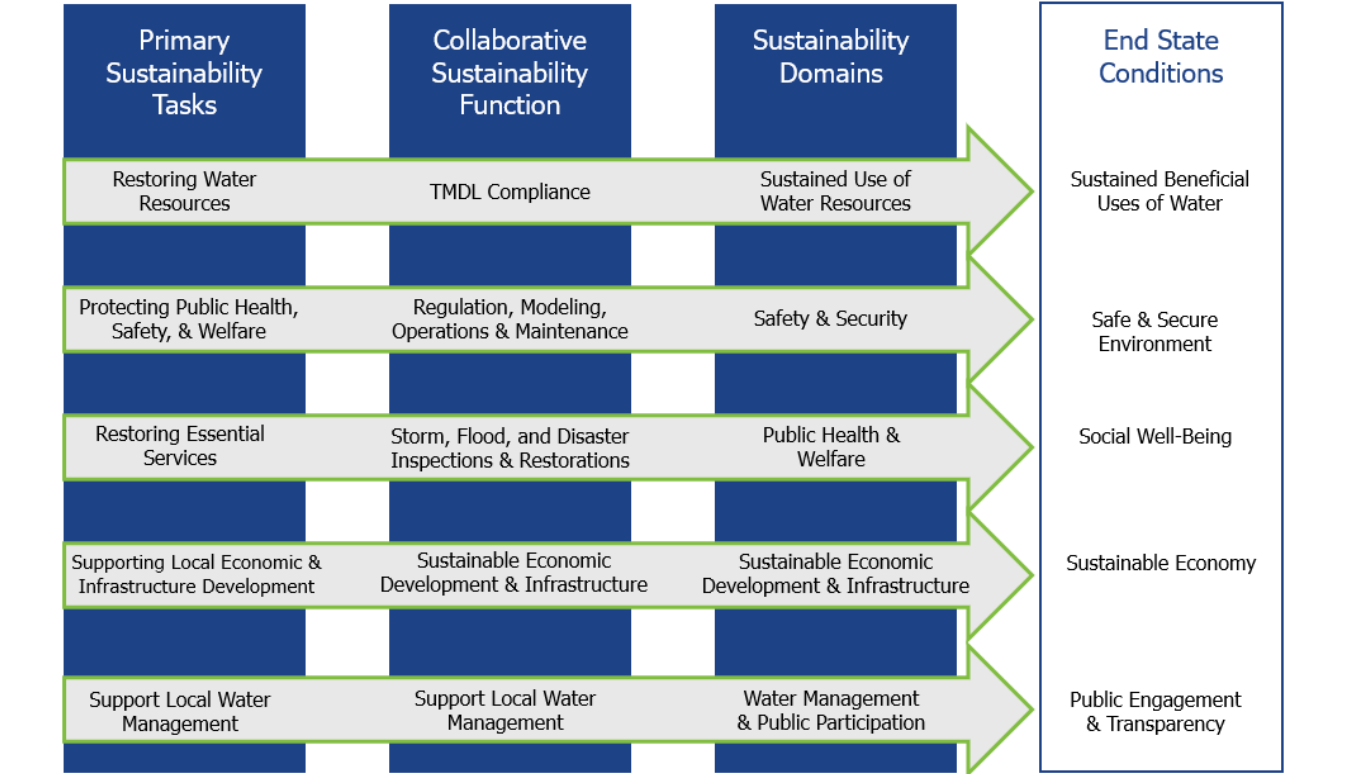 Primary
Sustainability
Tasks
Collaborative
Sustainability
Function
Sustainability
Domains
End State
Conditions
Restoring Water
Resources
TMDL Compliance
Sustained Use of
Water Resources
Sustained Beneficial
Uses of Water
Protecting Public Health,
Safety, & Welfare
Regulation, Modeling,
Operations & Maintenance
Safety & Security
Safe & Secure
Environment
Restoring Essential
Services
Storm, Flood, and Disaster
Inspections & Restorations
Public Health &
Welfare
Social Well-Being
Supporting Local Economic &
Infrastructure Development
Sustainable Economic
Development & Infrastructure
Sustainable Economic
Development & Infrastructure
Sustainable Economy
Support Local Water
Management
Support Local Water
Management
Water Management
& Public Participation
Public Engagement
& Transparency